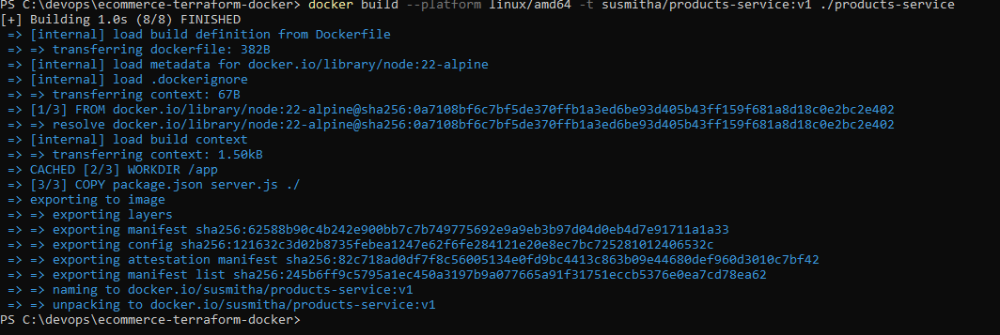 PS C:\devops\ecommerce-terraform-docker> docker build --platform linux/amd64 -t susmitha/products-service:v1 ./products-service
[+] Building 1.0s (8/8) FINISHED
=> [internal] load build definition from Dockerfile
=> => transferring dockerfile: 382B
=> [internal] load metadata for docker.io/library/node:22-alpine
=> [internal] load .dockerignore
=> => transferring context: 67B
=> [1/3] FROM docker.io/library/node:22-alpine@sha256:0a7108bf6c7bf5de370ffb1a3ed6be93d405b43ff159f681a8d18c0e2bc2e402
=> => resolve docker.io/library/node:22-alpine@sha256:0a7108bf6c7bf5de370ffb1a3ed6be93d405b43ff159f681a8d18c0e2bc2e402
=> [internal] load build context
=> => transferring context: 1.50kB
=> CACHED [2/3] WORKDIR /app
=> [3/3] COPY package.json server.js ./
=> exporting to image
=> => exporting layers
=> => exporting manifest sha256:62588b90c4b242e900bb7c7b749775692e9a9eb3b97d04d0eb4d7e91711a1a33
=> => exporting config sha256:121632c3d02b8735febea1247e62f6fe284121e20e8ec7bc725281012406532c
=> => exporting attestation manifest sha256:82c718ad0df7f8c56005134e0fd9bc4413c863b09e44680def960d3010c7bf42
=> => exporting manifest list sha256:245b6ff9c5795a1ec450a3197b9a077665a91f31751eccb5376e0ea7cd78ea62
=> => naming to docker.io/susmitha/products-service:v1
=> => unpacking to docker.io/susmitha/products-service:v1
PS C:\devops\ecommerce-terraform-docker>